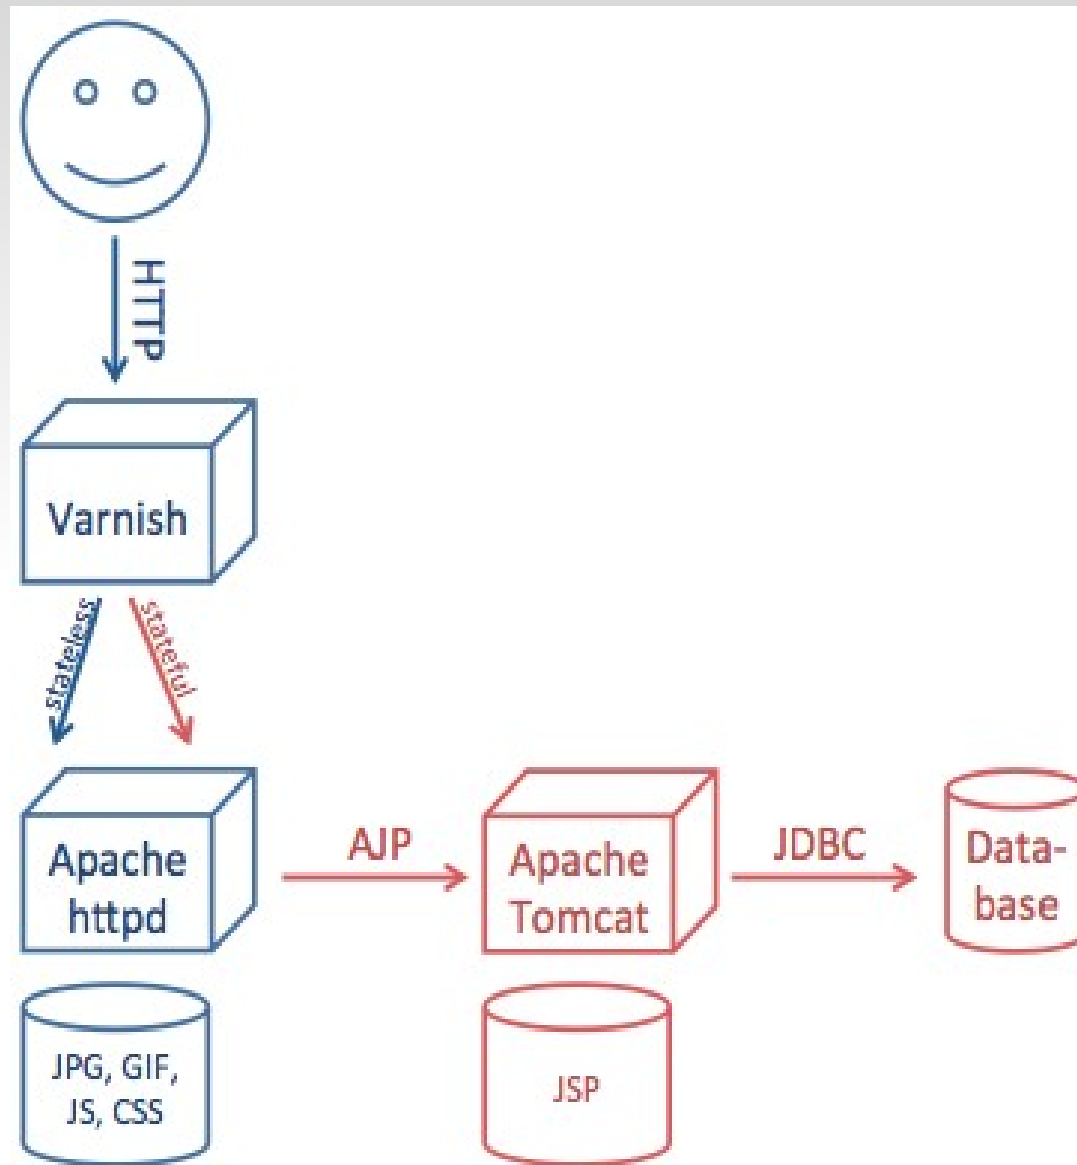 HTTP
Varnish
stateless
stateful
Apache
httpd
AJP
Apache
Tomcat
JDBC
Data-
base
JPG, GIF,
JS, CSS
JSP